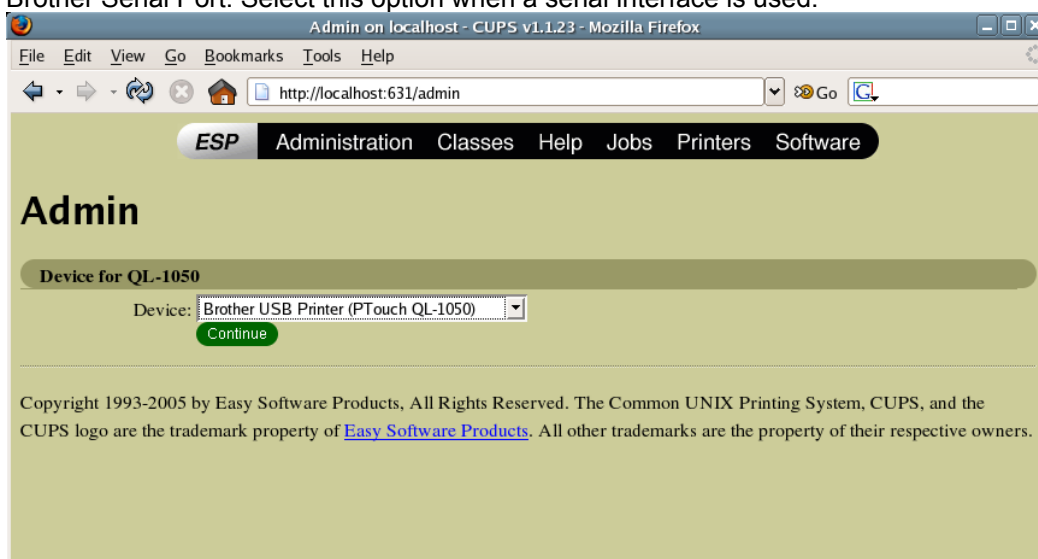 Brother Serial Port: Select this option when a serial interface is used.
Admin on localhost - CUPS v1.1.23 - Mozilla Firefox
File Edit View Go Bookmarks Tools Help
http://localhost:631/admin Go G
ESP Administration Classes Help Jobs Printers Software
Admin
Device for QL-1050
Device: Brother USB Printer (PTouch QL-1050)
Continue
Copyright 1993-2005 by Easy Software Products, All Rights Reserved. The Common UNIX Printing System, CUPS, and the
CUPS logo are the trademark property of Easy Software Products. All other trademarks are the property of their respective owners.